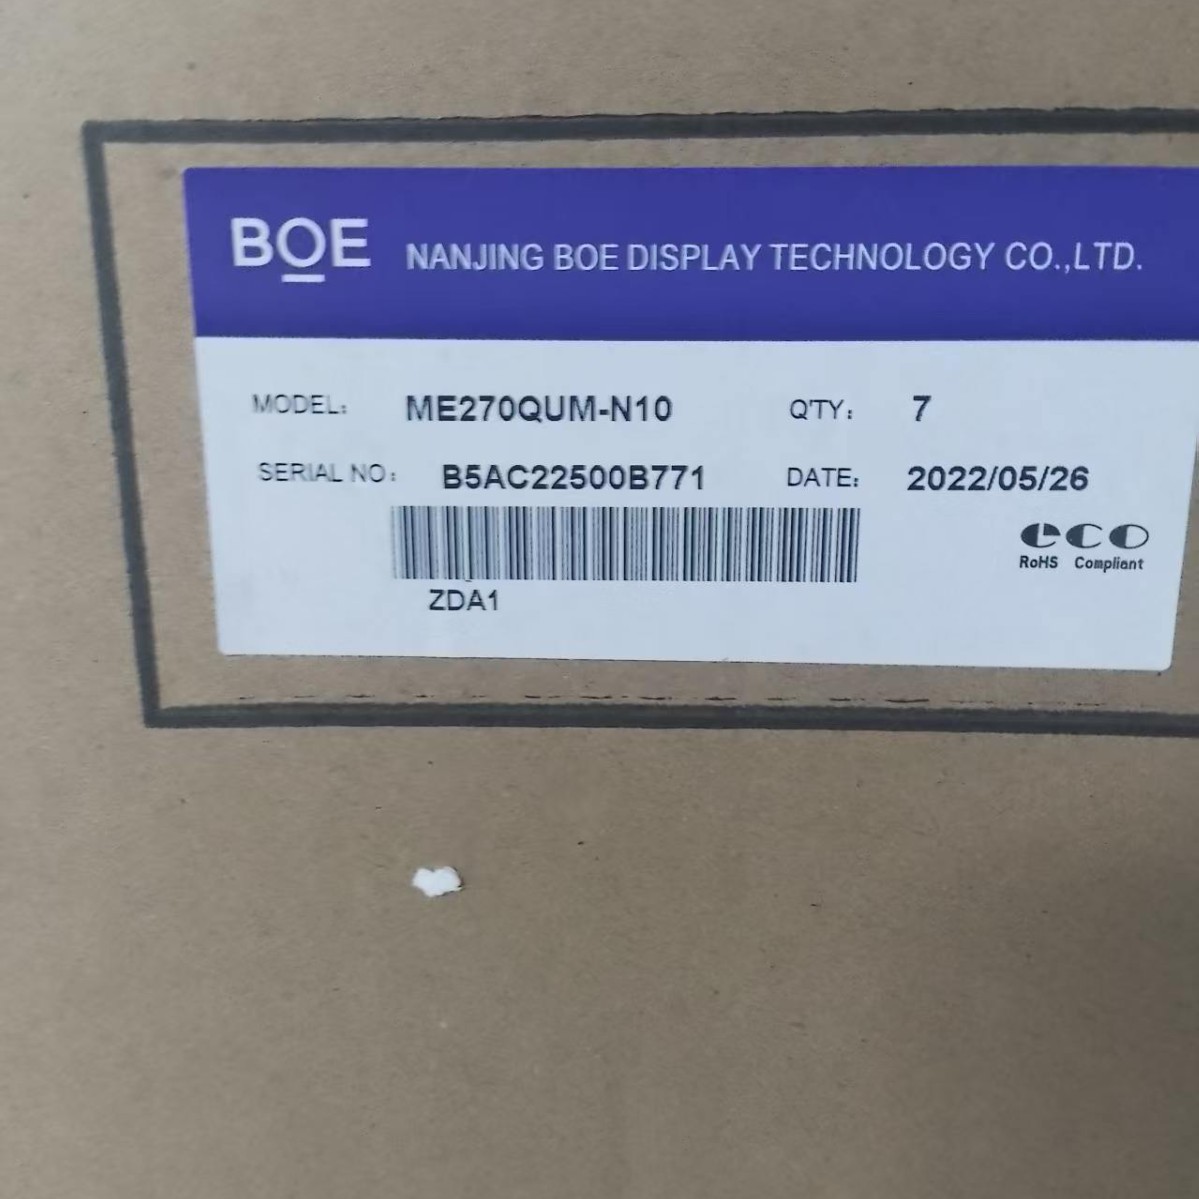 BOE NANJING BOE DISPLAY TECHNOLOGY CO.,LTD.
MODEL: ME270QUM-N10 Q'TY: 7
SERIAL NO: B5AC22500B771 DATE: 2022/05/26
ZDA1
eco
RoHS Compliant